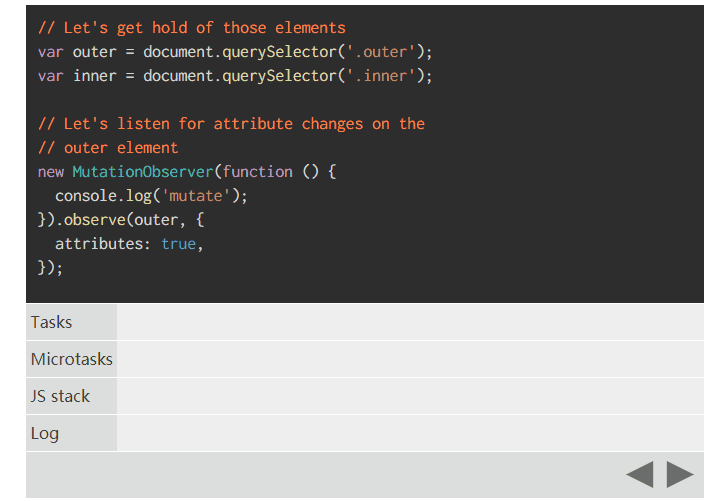 // Let's get hold of those elements
var outer = document.querySelector('.outer');
var inner = document.querySelector('.inner');
// Let's listen for attribute changes on the
// outer element
new MutationObserver(function () {
  console.log('mutate');
}).observe(outer, {
  attributes: true,
});
Tasks
Microtasks
JS stack
Log